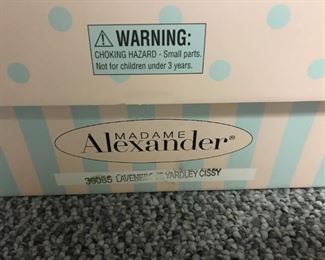 ⚠ WARNING:
CHOKING HAZARD - Small parts.
Not for children under 3 years.
MADAME
Alexander®
YARDLEY CISSY